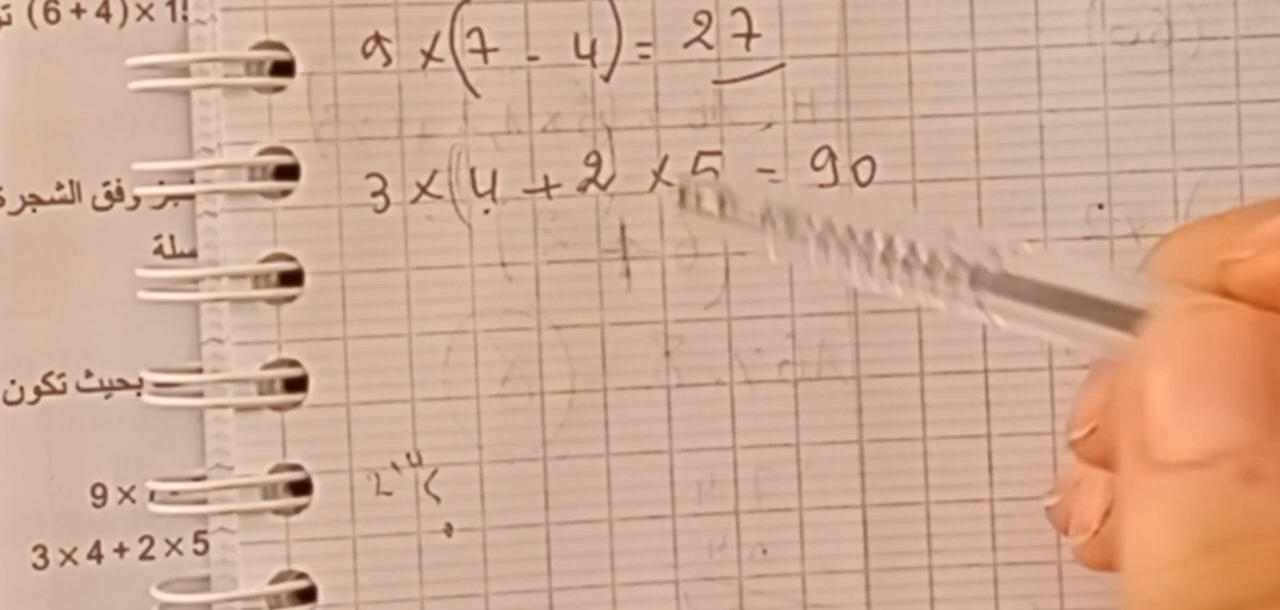 (6+4)×1!
9 × (7 - 4) = 27
وفق الشجرة
3 × (4 + 2) × 5 = 90
سلة
بحيث تكون
9×
3×4+2×5